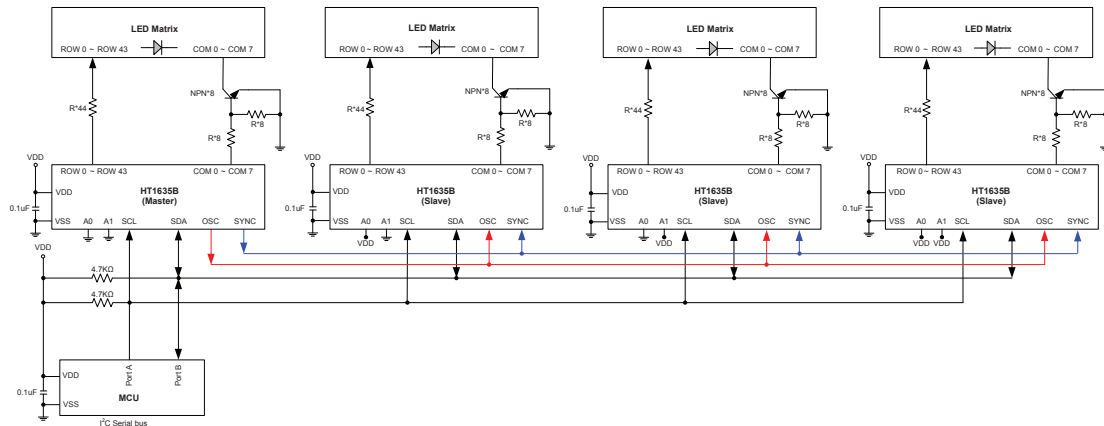 LED Matrix LED Matrix LED Matrix LED Matrix
ROW 0 ~ ROW 43 COM 0 ~ COM 7 ROW 0 ~ ROW 43 COM 0 ~ COM 7 ROW 0 ~ ROW 43 COM 0 ~ COM 7 ROW 0 ~ ROW 43 COM 0 ~ COM 7
NPN*8 NPN*8 NPN*8 NPN*8
R*44 R*44 R*44 R*44
R*8 R*8 R*8 R*8
R*8 R*8 R*8 R*8
VDD VDD VDD VDD
ROW 0 ~ ROW 43 COM 0 ~ COM 7 ROW 0 ~ ROW 43 COM 0 ~ COM 7 ROW 0 ~ ROW 43 COM 0 ~ COM 7 ROW 0 ~ ROW 43 COM 0 ~ COM 7
VDD HT1635B VDD HT1635B VDD HT1635B VDD HT1635B
(Master) (Slave) (Slave) (Slave)
0.1uF 0.1uF 0.1uF 0.1uF
VSS A0 A1 SCL SDA OSC SYNC VSS A0 A1 SCL SDA OSC SYNC VSS A0 A1 SCL SDA OSC SYNC VSS A0 A1 SCL SDA OSC SYNC
VDD VDD VDD VDD VDD
4.7KΩ
4.7KΩ
Port A Port B
VDD
0.1uF MCU
VSS
I²C Serial bus